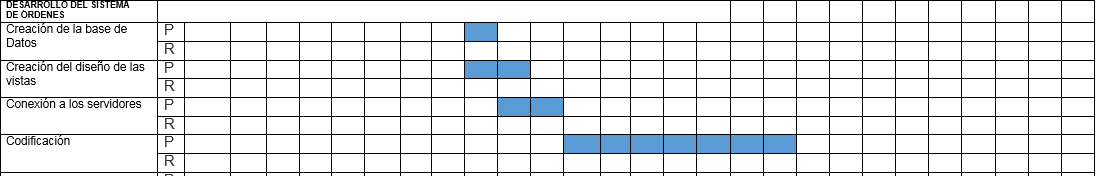 DESARROLLO DEL SISTEMA
DE ÓRDENES
Creación de la base de
Datos
P
R
Creación del diseño de las
vistas
P
R
Conexión a los servidores
P
R
Codificación
P
R